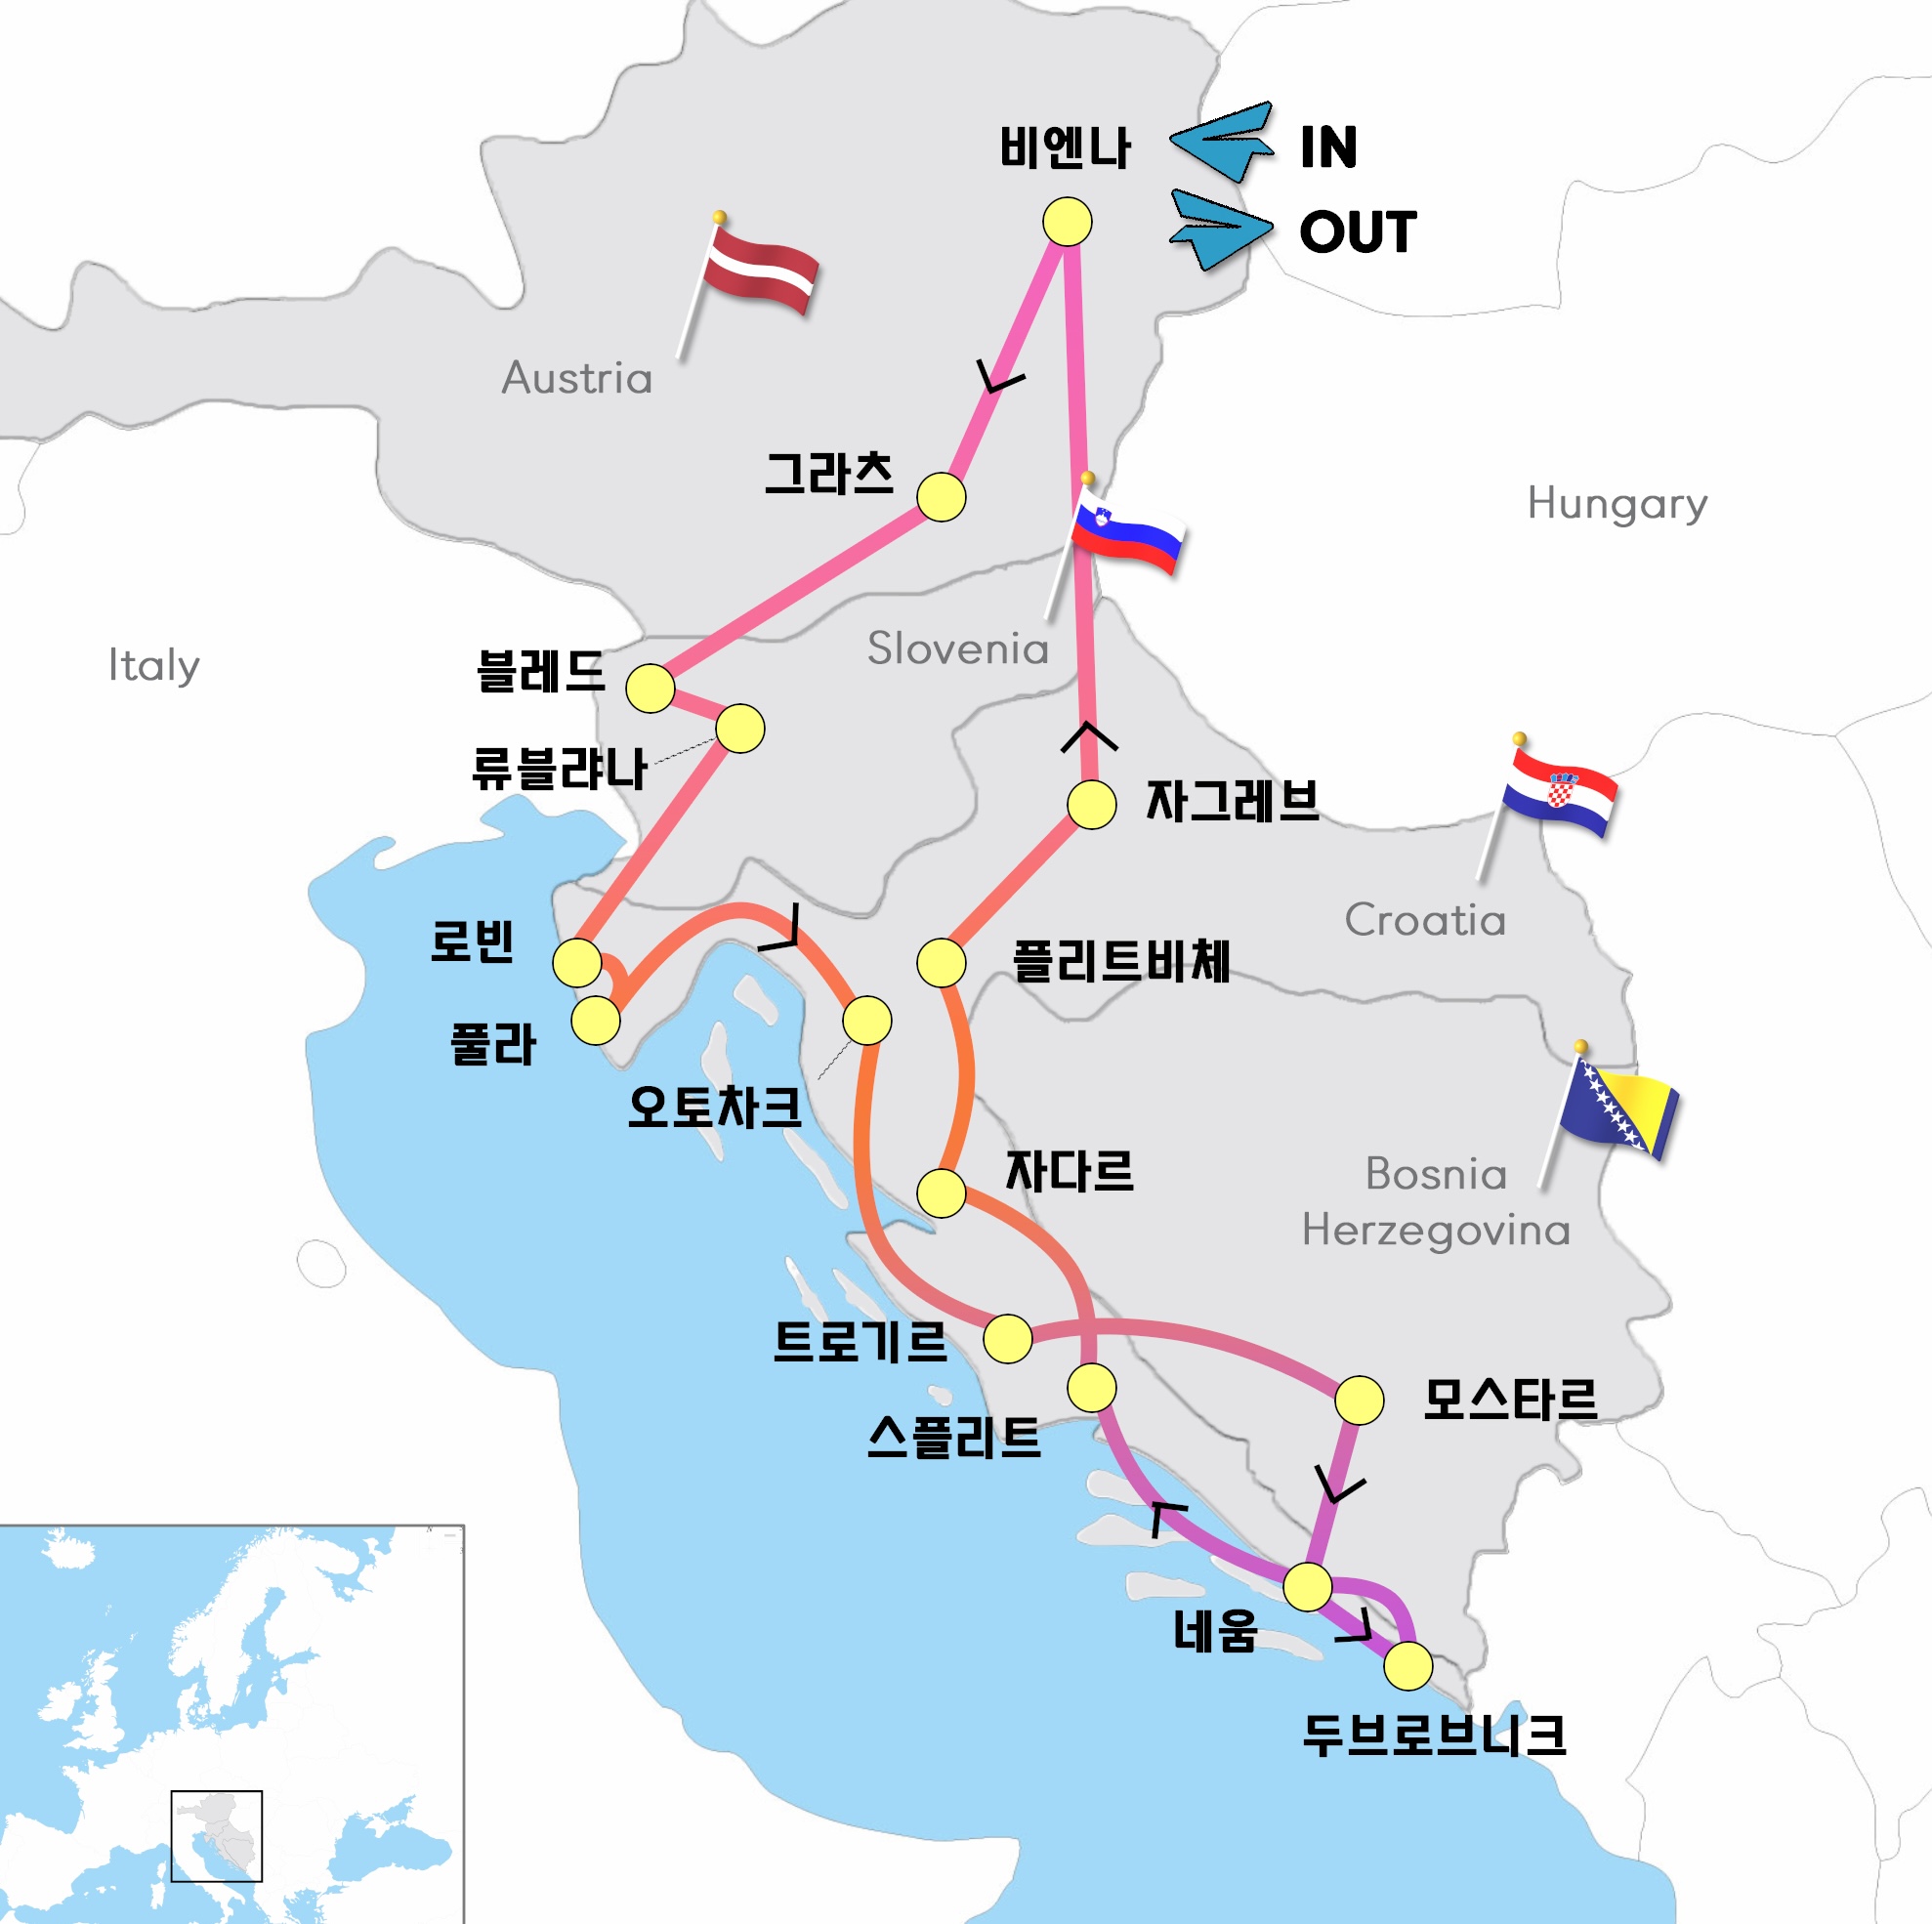 비엔나
IN
OUT
Austria
그라츠
Hungary
Italy
Slovenia
블레드
류블랴나
자그레브
Croatia
로빈
플리트비체
풀라
오토차크
자다르
Bosnia
Herzegovina
트로기르
모스타르
스플리트
네움
두브로브니크